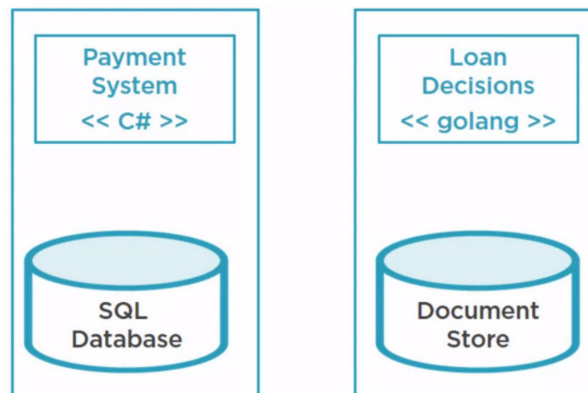 Payment
System
<< C# >>
SQL
Database
Loan
Decisions
<< golang >>
Document
Store